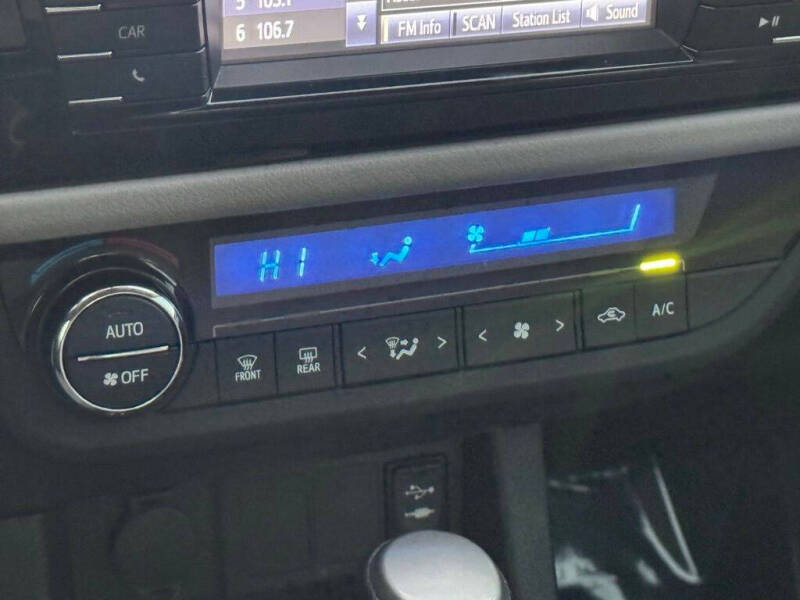 CAR
6 106.7
FM Info SCAN Station List Sound
HI
AUTO
OFF
FRONT
REAR
A/C